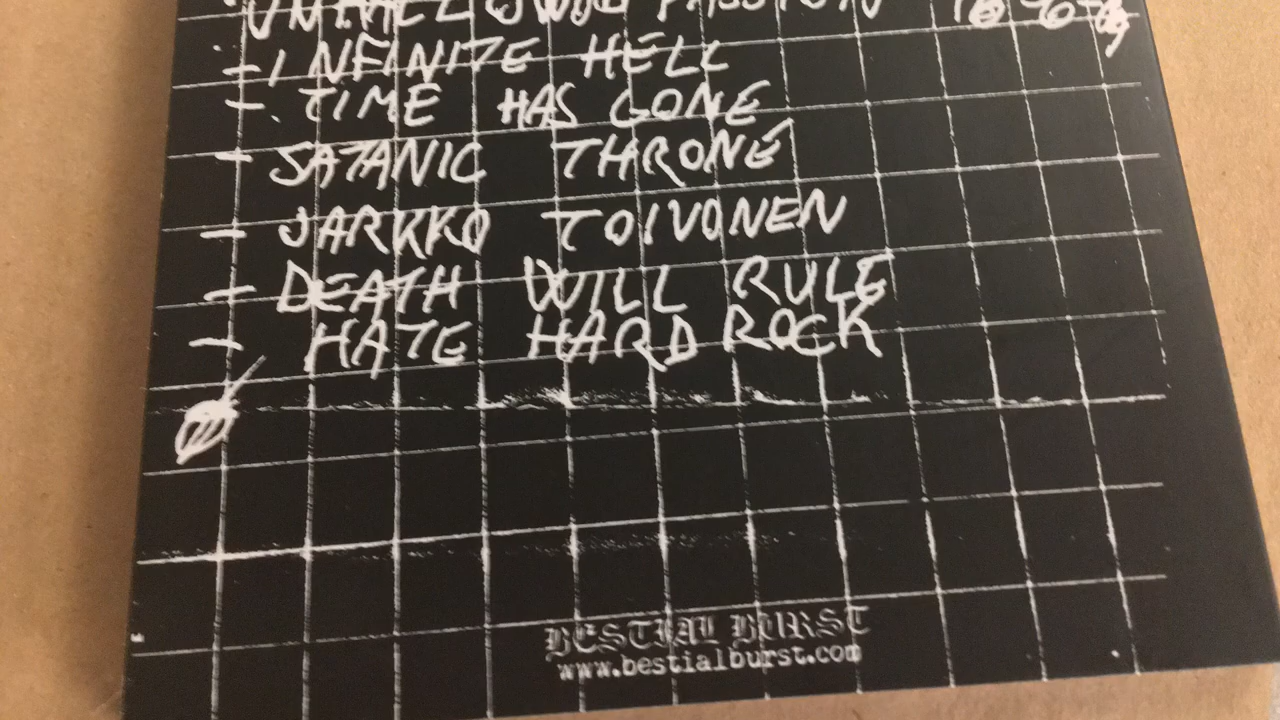 PASSION
- INFINITE HELL
- TIME HAS GONE
- SATANIC THRONE
- JARKKO TOIVONEN
- DEATH WILL RULE
- HATE HARD ROCK
BESTIAL BURST
www.bestialburst.com